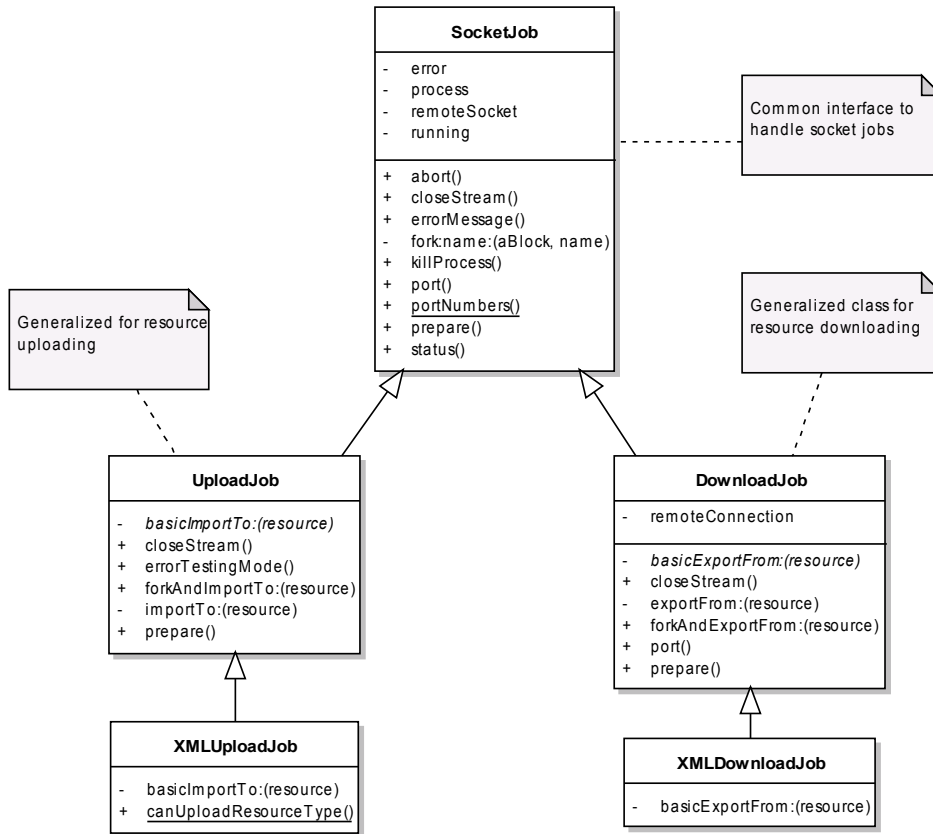 SocketJob
- error
- process
- remoteSocket
- running
+ abort()
+ closeStream()
+ errorMessage()
- fork:name:(aBlock, name)
+ killProcess()
+ port()
+ portNumbers()
+ prepare()
+ status()
Common interface to
handle socket jobs
Generalized for resource
uploading
Generalized class for
resource downloading
UploadJob
- basicImportTo:(resource)
+ closeStream()
+ errorTestingMode()
+ forkAndImportTo:(resource)
- importTo:(resource)
+ prepare()
DownloadJob
- remoteConnection
- basicExportFrom:(resource)
+ closeStream()
- exportFrom:(resource)
+ forkAndExportFrom:(resource)
+ port()
+ prepare()
XMLUploadJob
- basicImportTo:(resource)
+ canUploadResourceType()
XMLDownloadJob
- basicExportFrom:(resource)